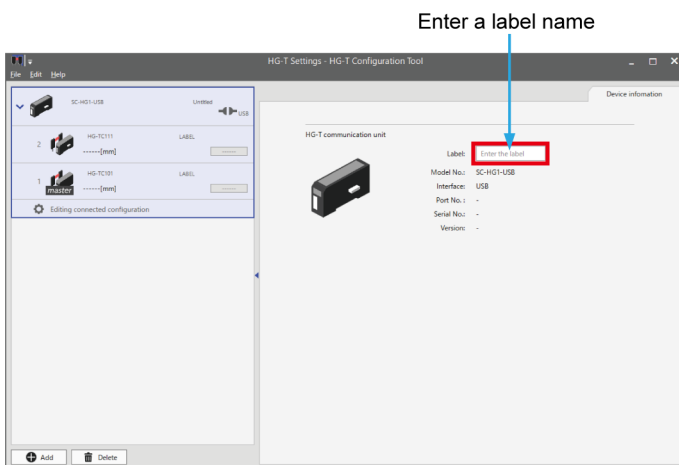 Enter a label name
HG-T Settings - HG-T Configuration Tool
File Edit Help
SC-HG1-USB
Untitled
USB
2
HG-TC111
LABEL
------[mm]
------
1
master
HG-TC101
LABEL
------[mm]
------
Editing connected configuration
Add
Delete
Device infomation
HG-T communication unit
Label: Enter the label
Model No.: SC-HG1-USB
Interface: USB
Port No. : -
Serial No.: -
Version: -